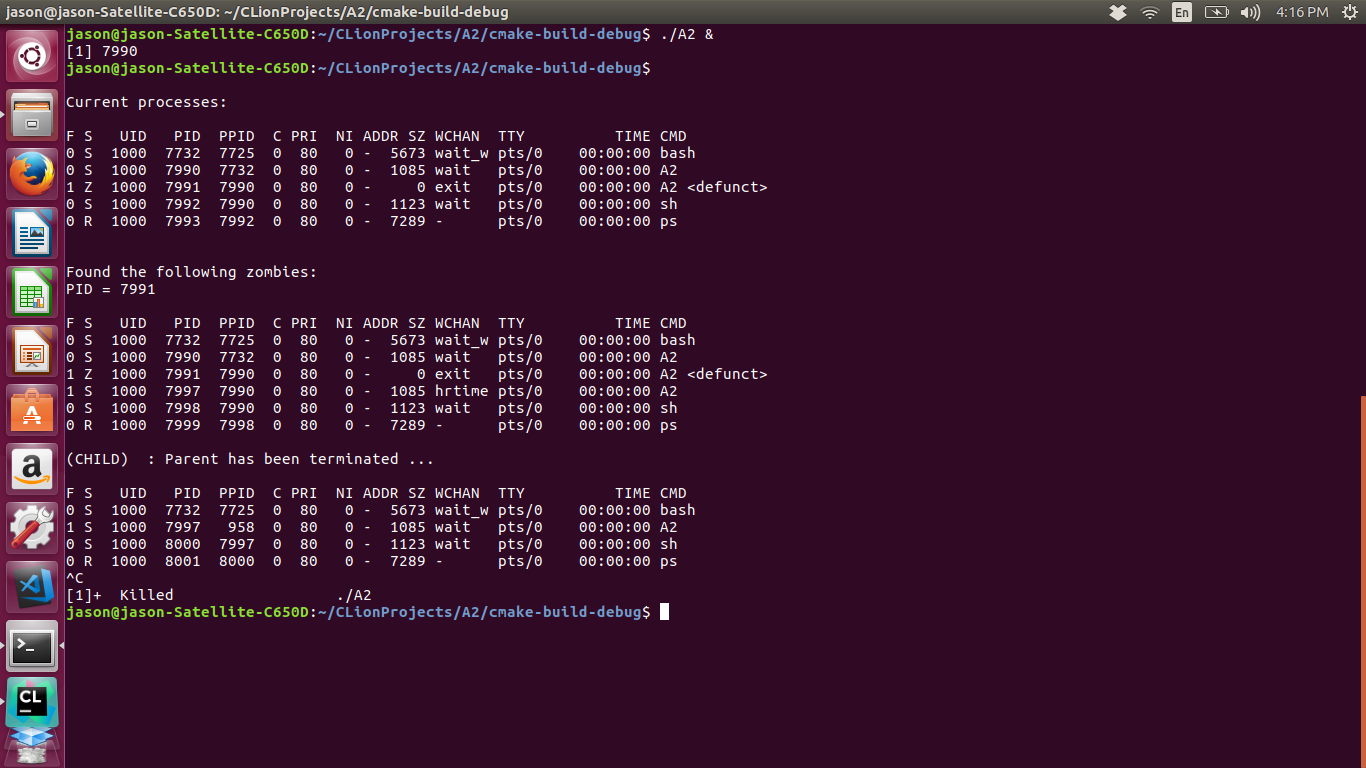 jason@jason-Satellite-C650D: ~/CLionProjects/A2/cmake-build-debug En 4:16 PM
jason@jason-Satellite-C650D:~/CLionProjects/A2/cmake-build-debug$ ./A2 &
[1] 7990
jason@jason-Satellite-C650D:~/CLionProjects/A2/cmake-build-debug$
Current processes:
F S   UID   PID  PPID  C PRI  NI ADDR SZ WCHAN  TTY          TIME CMD
0 S  1000  7732  7725  0  80   0 -  5673 wait_w pts/0    00:00:00 bash
0 S  1000  7990  7732  0  80   0 -  1085 wait   pts/0    00:00:00 A2
1 Z  1000  7991  7990  0  80   0 -     0 exit   pts/0    00:00:00 A2 <defunct>
0 S  1000  7992  7990  0  80   0 -  1123 wait   pts/0    00:00:00 sh
0 R  1000  7993  7992  0  80   0 -  7289 -      pts/0    00:00:00 ps
Found the following zombies:
PID = 7991
F S   UID   PID  PPID  C PRI  NI ADDR SZ WCHAN  TTY          TIME CMD
0 S  1000  7732  7725  0  80   0 -  5673 wait_w pts/0    00:00:00 bash
0 S  1000  7990  7732  0  80   0 -  1085 wait   pts/0    00:00:00 A2
1 Z  1000  7991  7990  0  80   0 -     0 exit   pts/0    00:00:00 A2 <defunct>
1 S  1000  7997  7990  0  80   0 -  1085 hrtime pts/0    00:00:00 A2
0 S  1000  7998  7990  0  80   0 -  1123 wait   pts/0    00:00:00 sh
0 R  1000  7999  7998  0  80   0 -  7289 -      pts/0    00:00:00 ps
(CHILD)  : Parent has been terminated ...
F S   UID   PID  PPID  C PRI  NI ADDR SZ WCHAN  TTY          TIME CMD
0 S  1000  7732  7725  0  80   0 -  5673 wait_w pts/0    00:00:00 bash
1 S  1000  7997   958  0  80   0 -  1085 wait   pts/0    00:00:00 A2
0 S  1000  8000  7997  0  80   0 -  1123 wait   pts/0    00:00:00 sh
0 R  1000  8001  8000  0  80   0 -  7289 -      pts/0    00:00:00 ps
^C
[1]+  Killed                  ./A2
jason@jason-Satellite-C650D:~/CLionProjects/A2/cmake-build-debug$
a
>_
CL